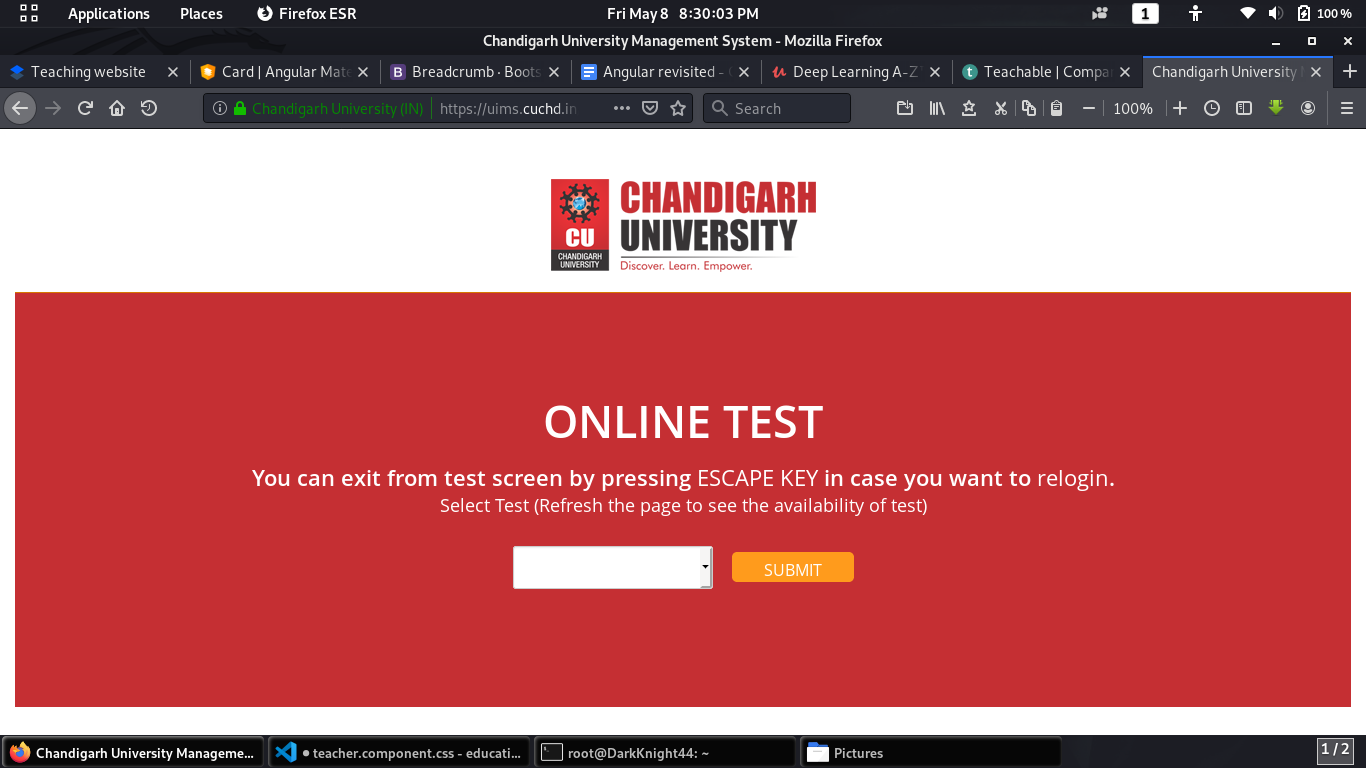 Applications Places Firefox ESR Fri May 8 8:30:03 PM 1 100 %
Chandigarh University Management System - Mozilla Firefox
Teaching website Card | Angular Mate Breadcrumb · Boots Angular revisited - Deep Learning A-Z Teachable | Compa Chandigarh University
Chandigarh University (IN) https://uims.cuchd.in Search 100%
CHANDIGARH
UNIVERSITY
Discover. Learn. Empower.
CU
CHANDIGARH
UNIVERSITY
ONLINE TEST
You can exit from test screen by pressing ESCAPE KEY in case you want to relogin.
Select Test (Refresh the page to see the availability of test)
SUBMIT
Chandigarh University Manageme... • teacher.component.css - educati... root@DarkKnight44: ~ Pictures 1 / 2